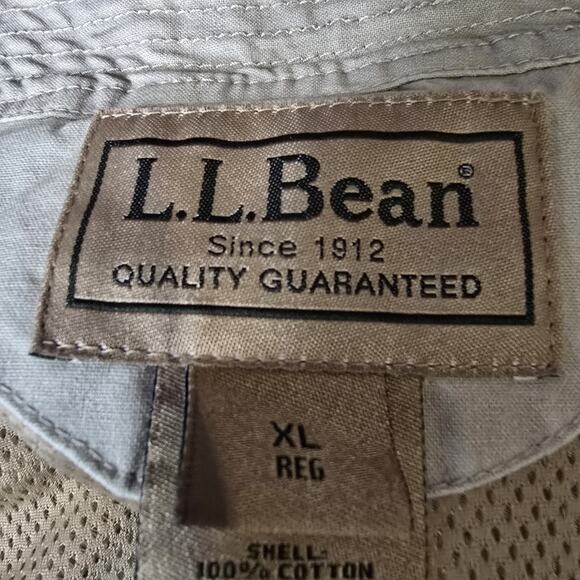 L.L.Bean®
Since 1912
QUALITY GUARANTEED
XL
REG
SHELL-
100% COTTON